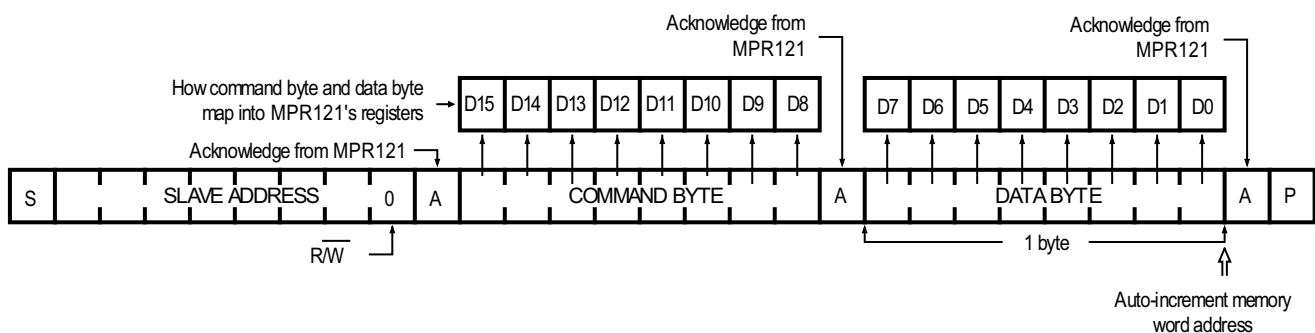 Acknowledge from
MPR121
Acknowledge from
MPR121
How command byte and data byte
map into MPR121's registers
D15 D14 D13 D12 D11 D10 D9 D8
D7 D6 D5 D4 D3 D2 D1 D0
Acknowledge from MPR121
S SLAVE ADDRESS 0 A COMMAND BYTE A DATA BYTE A P
R/W̅
1 byte
Auto-increment memory
word address